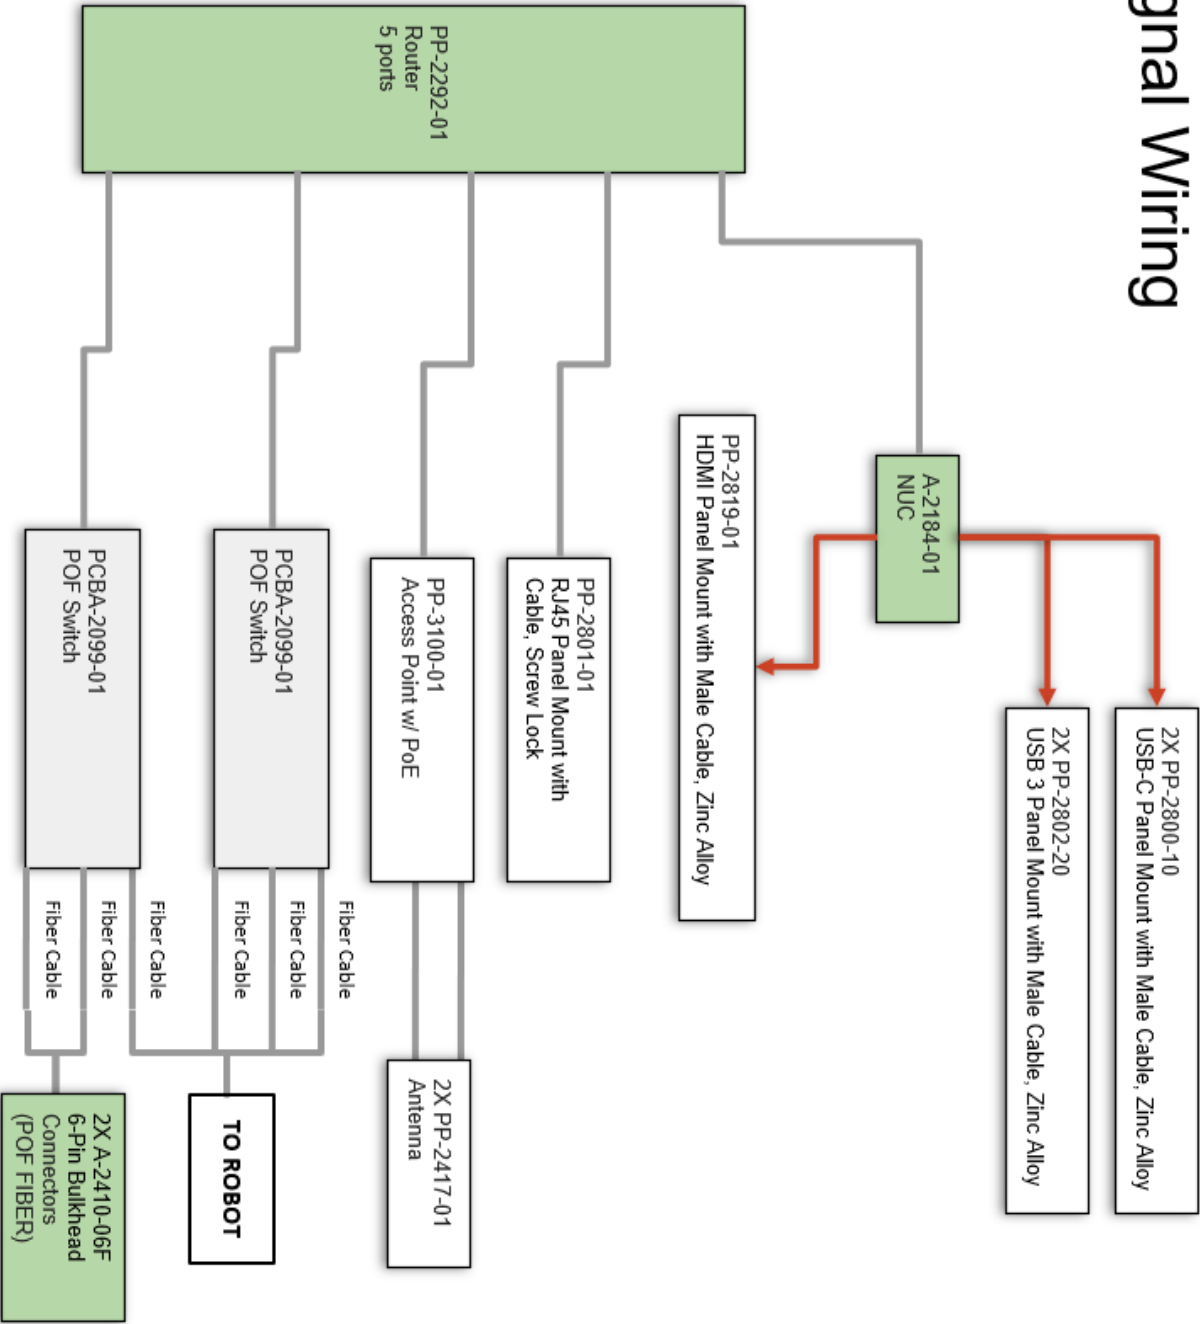 gnal Wiring
2X PP-2800-10
USB-C Panel Mount with Male Cable, Zinc Alloy
2X PP-2802-20
USB 3 Panel Mount with Male Cable, Zinc Alloy
A-2184-01
NUC
PP-2819-01
HDMI Panel Mount with Male Cable, Zinc Alloy
PP-2292-01
Router
5 ports
PP-2801-01
RJ45 Panel Mount with
Cable, Screw Lock
PP-3100-01
Access Point w/ PoE
2X PP-2417-01
Antenna
PCBA-2099-01
POF Switch
Fiber Cable
Fiber Cable
Fiber Cable
TO ROBOT
PCBA-2099-01
POF Switch
Fiber Cable
Fiber Cable
Fiber Cable
2X A-2410-06F
6-Pin Bulkhead
Connectors
(POF FIBER)